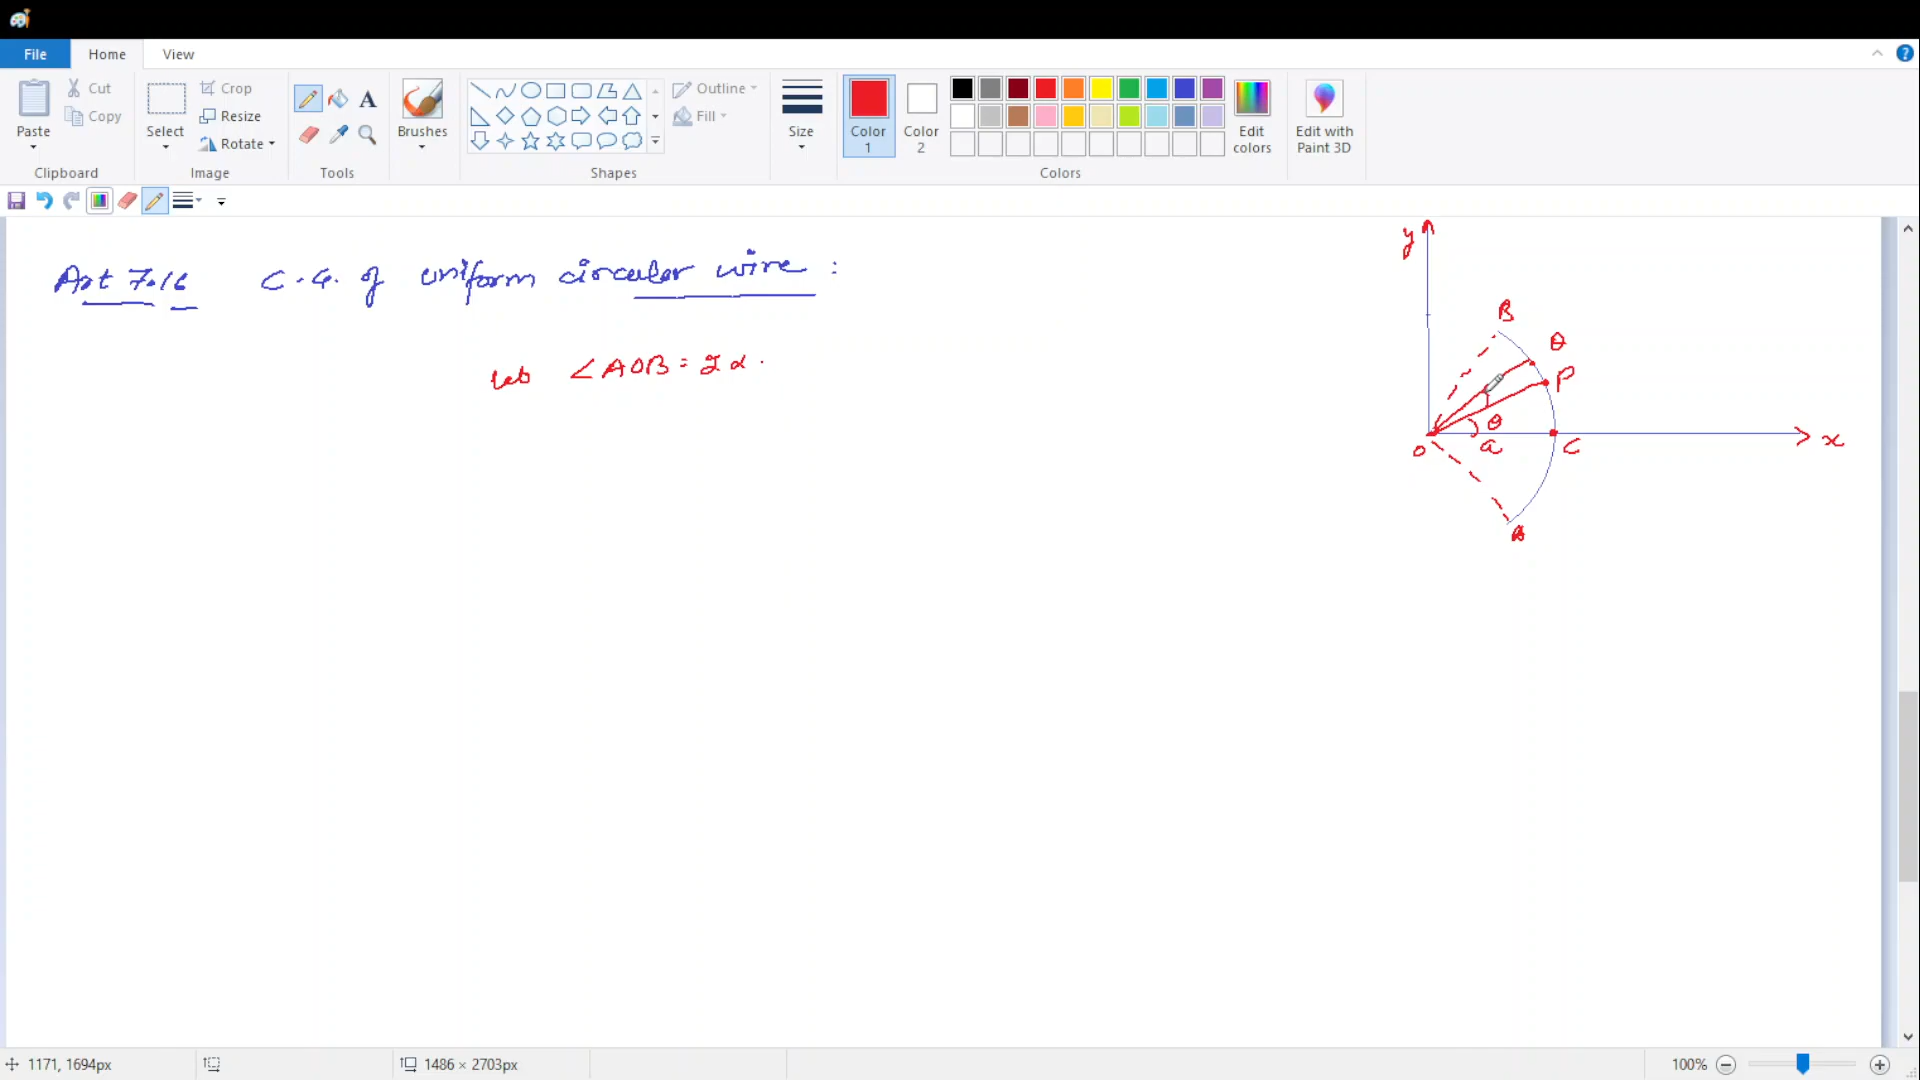 File Home View
Paste Cut Copy Clipboard
Select Crop Resize Rotate Image
A Tools
Brushes
Outline Fill Shapes
Size
Color 1 Color 2 Edit colors Colors
Edit with Paint 3D
Art 7.16 C.G. of uniform circular wire :
let ∠AOB = 2α .
y
B
θ
P
θ
O a C x
A
1171, 1694px 1486 × 2703px 100%